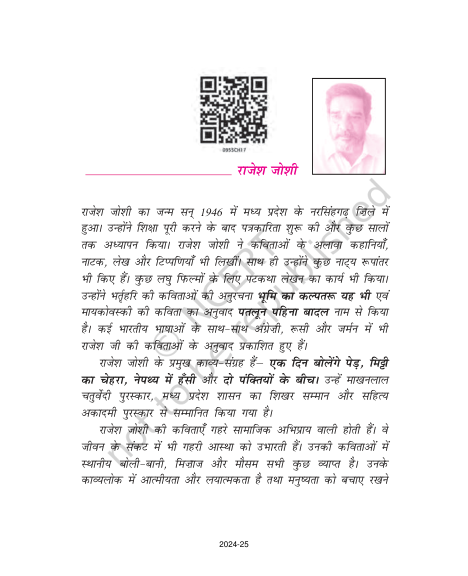 0955CH17
राजेश जोशी
राजेश जोशी का जन्म सन् 1946 में मध्य प्रदेश के नरसिंहगढ़ जिले में
हुआ। उन्होंने शिक्षा पूरी करने के बाद पत्रकारिता शुरू की और कुछ सालों
तक अध्यापन किया। राजेश जोशी ने कविताओं के अलावा कहानियाँ,
नाटक, लेख और टिप्पणियाँ भी लिखीं। साथ ही उन्होंने कुछ नाट्य रूपांतर
भी किए हैं। कुछ लघु फिल्मों के लिए पटकथा लेखन का कार्य भी किया।
उन्होंने भर्तृहरि की कविताओं की अनुरचना भूमि का कल्पतरू यह भी एवं
मायकोवस्की की कविता का अनुवाद पतलून पहिना बादल नाम से किया
है। कई भारतीय भाषाओं के साथ-साथ अंग्रेज़ी, रूसी और जर्मन में भी
राजेश जी की कविताओं के अनुवाद प्रकाशित हुए हैं।
राजेश जोशी के प्रमुख काव्य-संग्रह हैं– एक दिन बोलेंगे पेड़, मिट्टी
का चेहरा, नेपथ्य में हँसी और दो पंक्तियों के बीच। उन्हें माखनलाल
चतुर्वेदी पुरस्कार, मध्य प्रदेश शासन का शिखर सम्मान और साहित्य
अकादमी पुरस्कार से सम्मानित किया गया है।
राजेश जोशी की कविताएँ गहरे सामाजिक अभिप्राय वाली होती हैं। वे
जीवन के संकट में भी गहरी आस्था को उभारती हैं। उनकी कविताओं में
स्थानीय बोली-बानी, मिजाज और मौसम सभी कुछ व्याप्त है। उनके
काव्यलोक में आत्मीयता और लयात्मकता है तथा मनुष्यता को बचाए रखने
© NCERT
not to be republished
2024-25